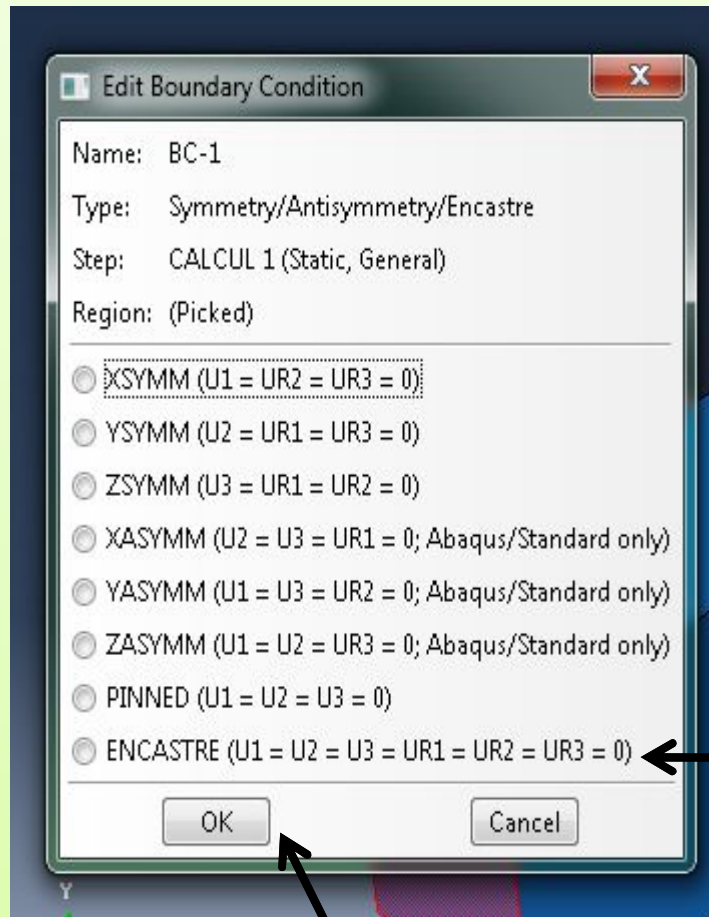 Edit Boundary Condition
X
Name: BC-1
Type: Symmetry/Antisymmetry/Encastre
Step: CALCUL 1 (Static, General)
Region: (Picked)
XSYMM (U1 = UR2 = UR3 = 0)
YSYMM (U2 = UR1 = UR3 = 0)
ZSYMM (U3 = UR1 = UR2 = 0)
XASYMM (U2 = U3 = UR1 = 0; Abaqus/Standard only)
YASYMM (U1 = U3 = UR2 = 0; Abaqus/Standard only)
ZASYMM (U1 = U2 = UR3 = 0; Abaqus/Standard only)
PINNED (U1 = U2 = U3 = 0)
ENCASTRE (U1 = U2 = U3 = UR1 = UR2 = UR3 = 0)
OK Cancel
Y